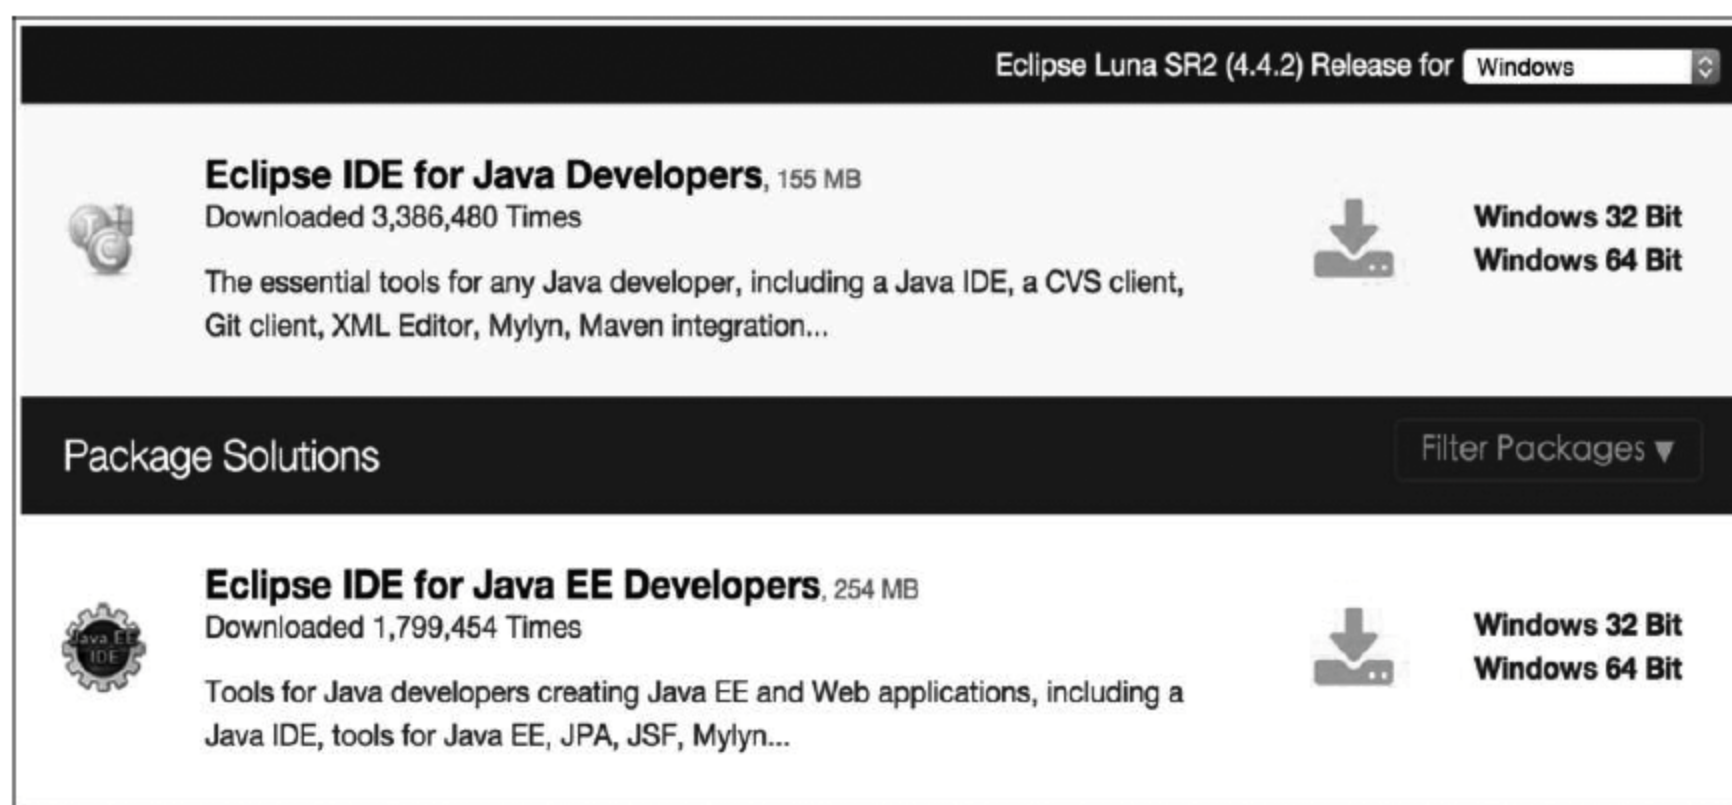 Eclipse Luna SR2 (4.4.2) Release for Windows
Eclipse IDE for Java Developers, 155 MB
Downloaded 3,386,480 Times
The essential tools for any Java developer, including a Java IDE, a CVS client,
Git client, XML Editor, Mylyn, Maven integration...
Windows 32 Bit
Windows 64 Bit
Package Solutions
Filter Packages ▼
Java EE
IDE
Eclipse IDE for Java EE Developers, 254 MB
Downloaded 1,799,454 Times
Tools for Java developers creating Java EE and Web applications, including a
Java IDE, tools for Java EE, JPA, JSF, Mylyn...
Windows 32 Bit
Windows 64 Bit